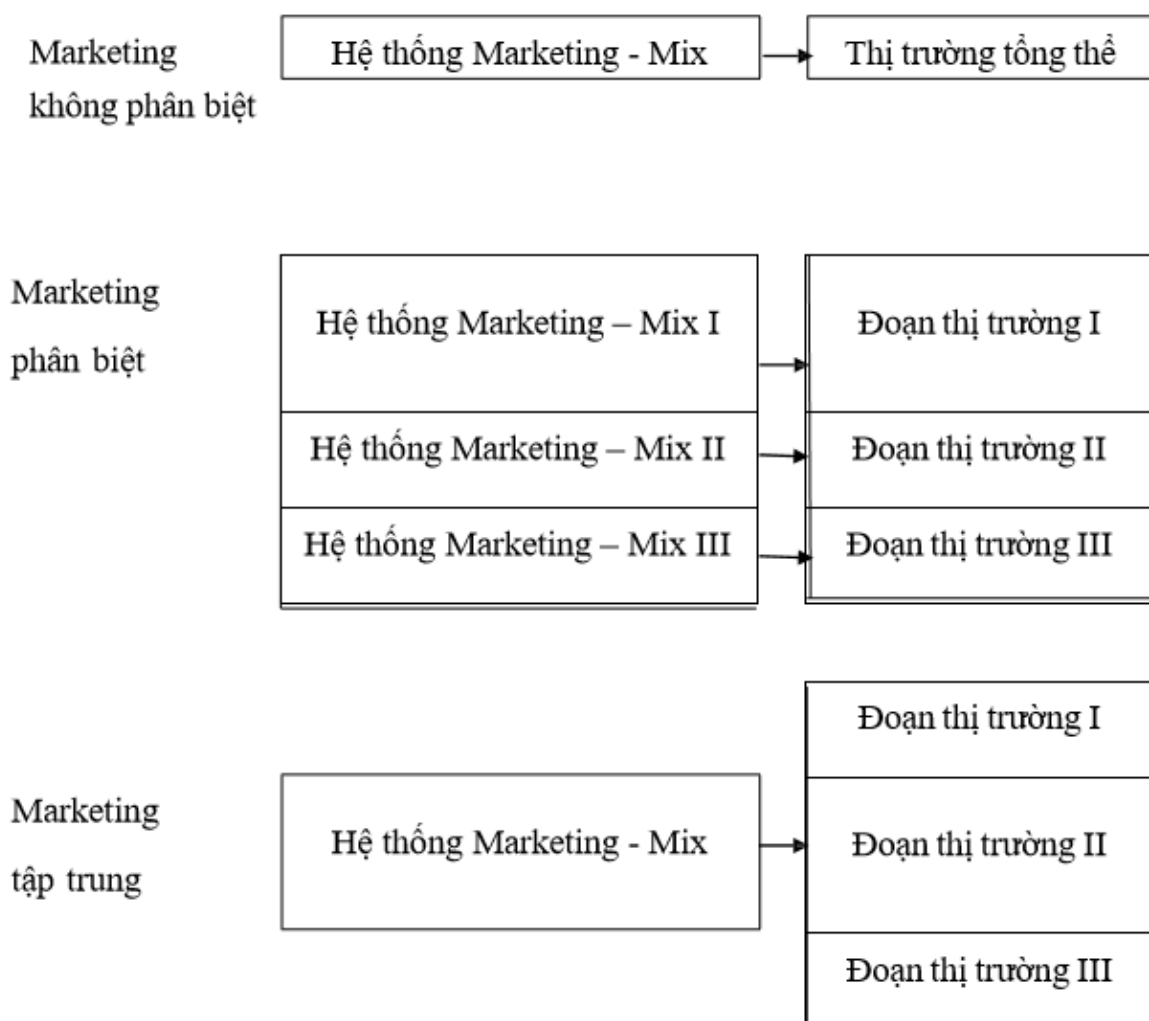 Marketing
không phân biệt
Hệ thống Marketing - Mix
Thị trường tổng thể
Marketing
phân biệt
Hệ thống Marketing – Mix I
Đoạn thị trường I
Hệ thống Marketing – Mix II
Đoạn thị trường II
Hệ thống Marketing – Mix III
Đoạn thị trường III
Marketing
tập trung
Hệ thống Marketing - Mix
Đoạn thị trường I
Đoạn thị trường II
Đoạn thị trường III